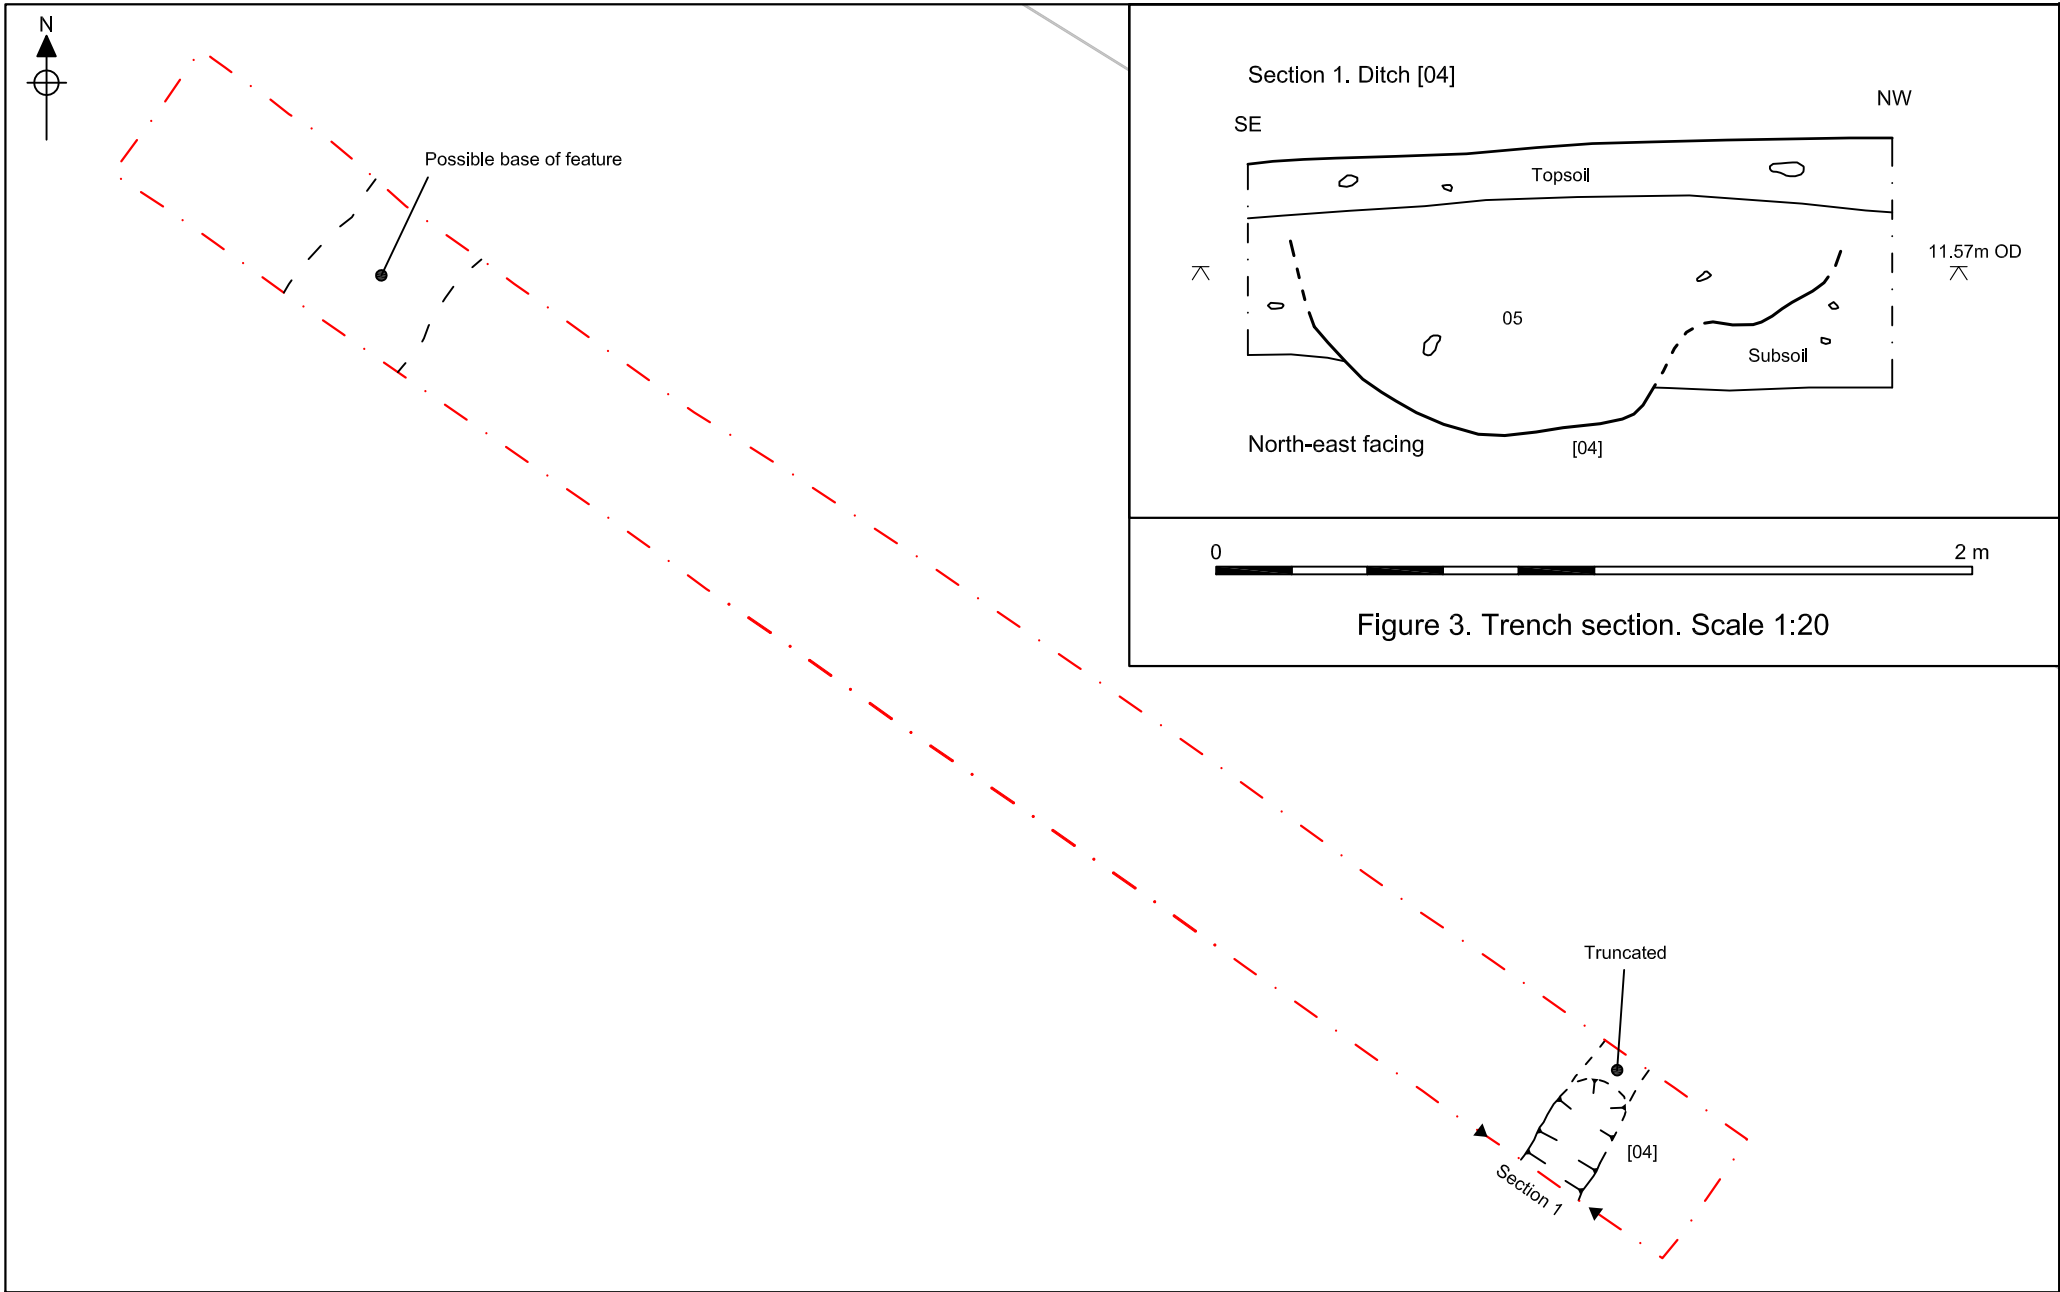 N
Possible base of feature
Section 1. Ditch [04]
NW
SE
Topsoil
11.57m OD
05
Subsoil
North-east facing
[04]
0 2 m
Figure 3. Trench section. Scale 1:20
Truncated
[04]
Section 1